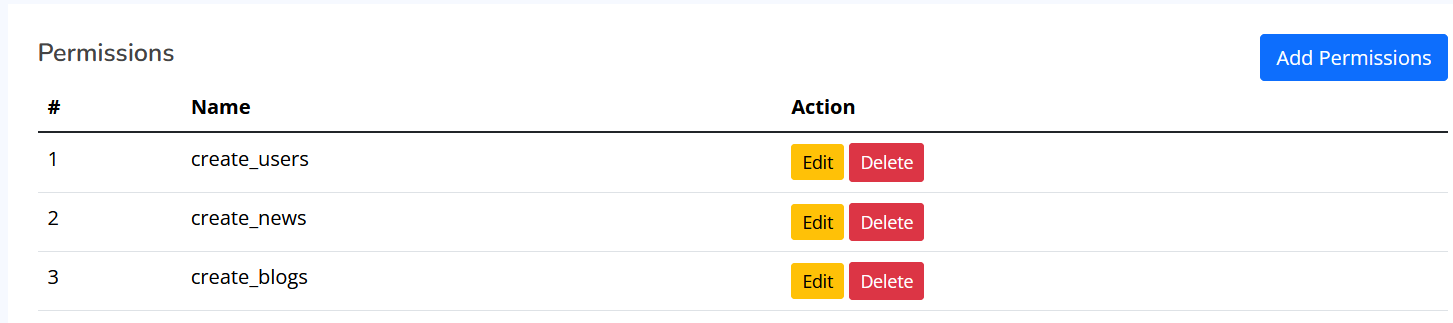 Permissions
Add Permissions
# Name Action
1 create_users Edit Delete
2 create_news Edit Delete
3 create_blogs Edit Delete